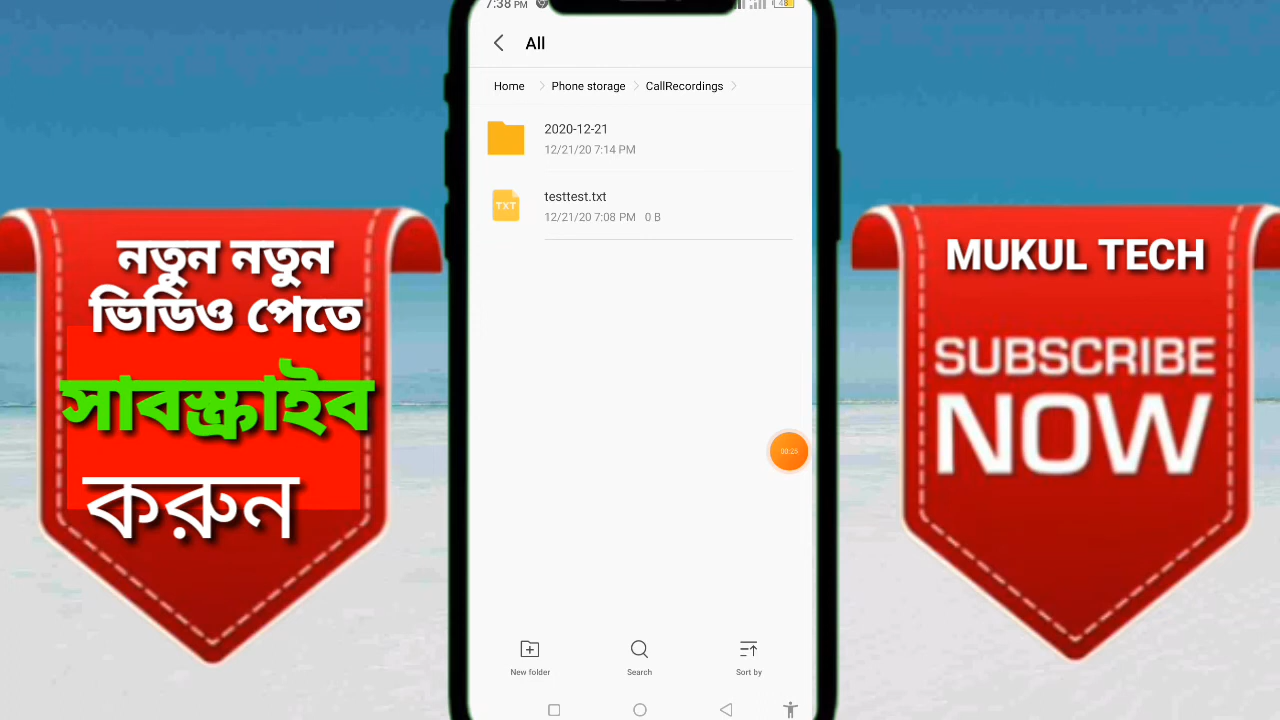 নতুন নতুন
ভিডিও পেতে
সাবস্ক্রাইব
করুন
7:38 PM
48
All
Home
Phone storage
CallRecordings
2020-12-21
12/21/20 7:14 PM
TXT
testtest.txt
12/21/20 7:08 PM 0 B
New folder
Search
Sort by
MUKUL TECH
SUBSCRIBE
NOW